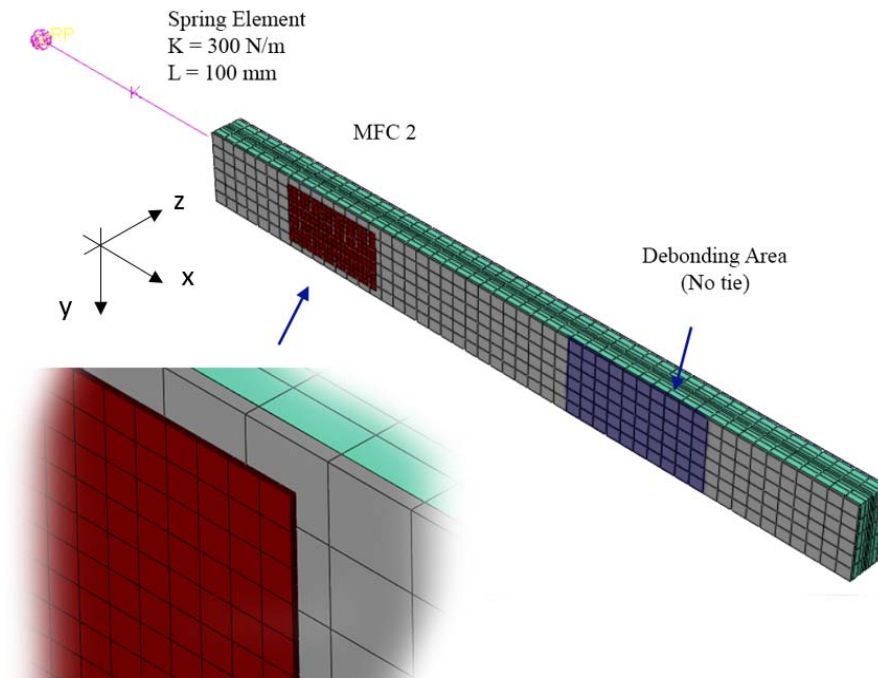 Spring Element
K = 300 N/m
L = 100 mm
RP
K
MFC 2
z
x
y
Debonding Area
(No tie)